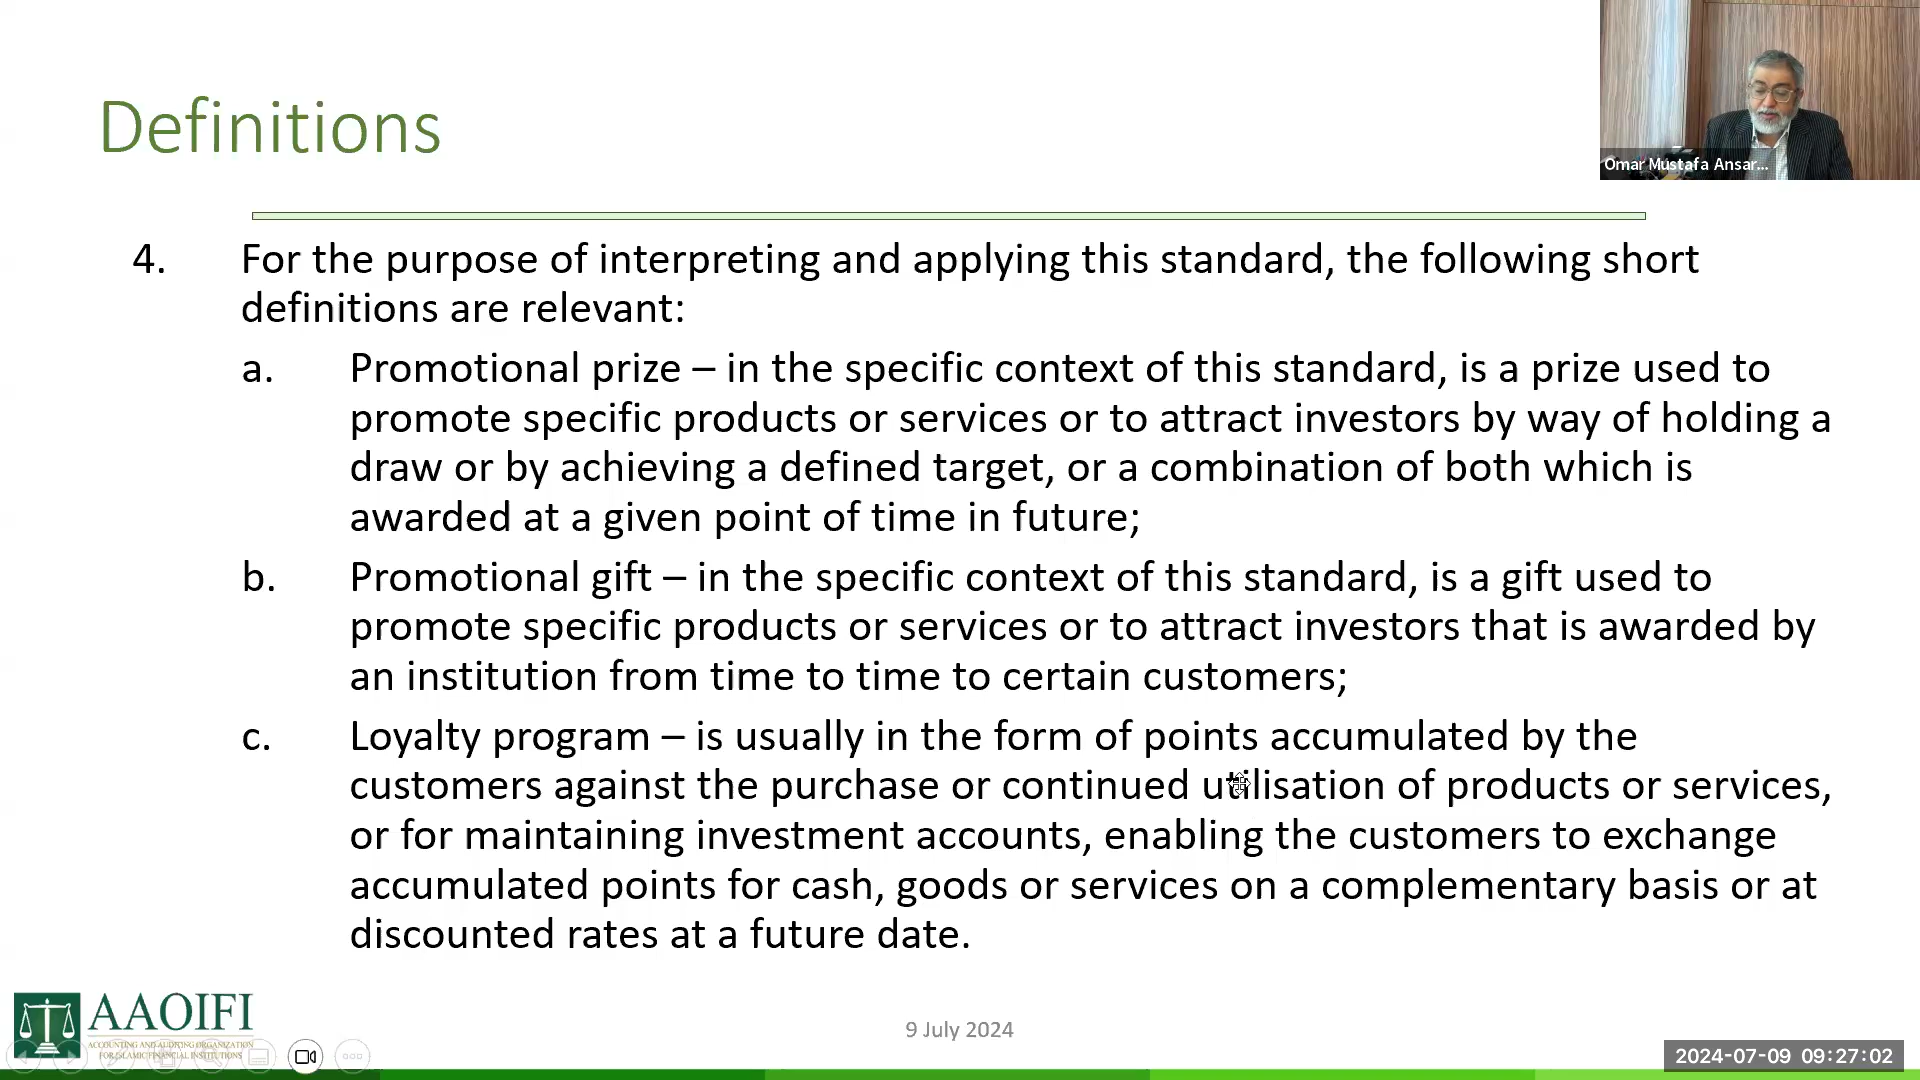 Definitions
Omar Mustafa Ansar...
4. For the purpose of interpreting and applying this standard, the following short
definitions are relevant:
a. Promotional prize – in the specific context of this standard, is a prize used to
promote specific products or services or to attract investors by way of holding a
draw or by achieving a defined target, or a combination of both which is
awarded at a given point of time in future;
b. Promotional gift – in the specific context of this standard, is a gift used to
promote specific products or services or to attract investors that is awarded by
an institution from time to time to certain customers;
c. Loyalty program – is usually in the form of points accumulated by the
customers against the purchase or continued utilisation of products or services,
or for maintaining investment accounts, enabling the customers to exchange
accumulated points for cash, goods or services on a complementary basis or at
discounted rates at a future date.
AAOIFI
ACCOUNTING AND AUDITING ORGANIZATION
FOR ISLAMIC FINANCIAL INSTITUTIONS
9 July 2024
2024-07-09 09:27:02